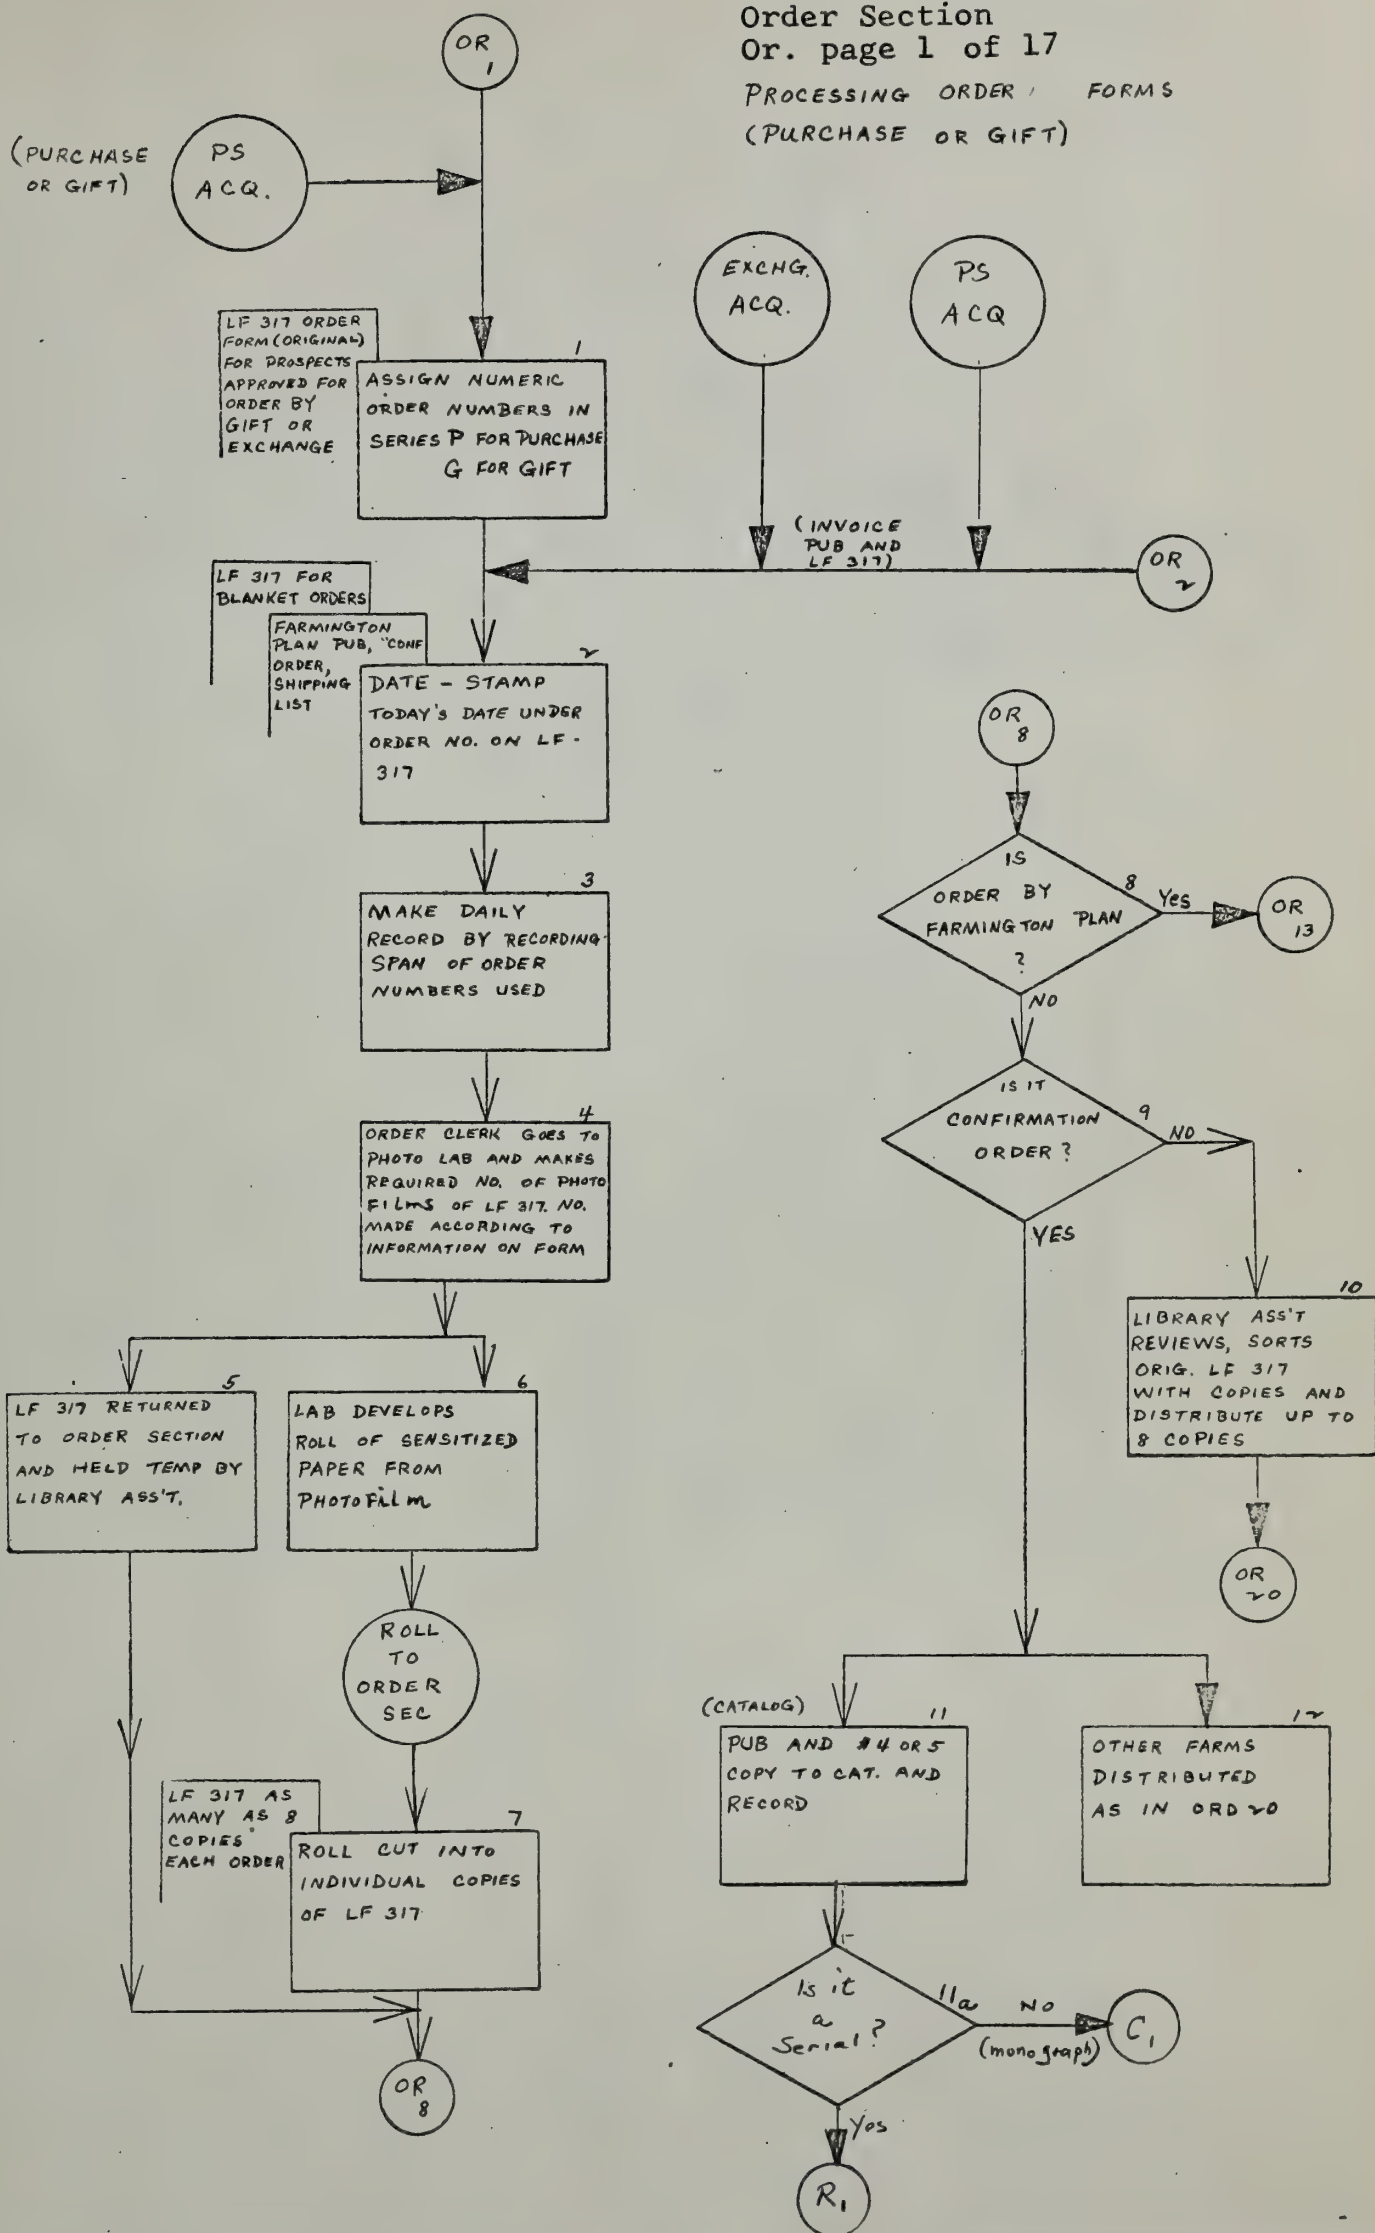 Order Section
Or. page 1 of 17
PROCESSING ORDER FORMS
(PURCHASE OR GIFT)
OR
1
(PURCHASE
OR GIFT)
PS
ACQ.
EXCHG.
ACQ.
PS
ACQ
LF 317 ORDER
FORM (ORIGINAL)
FOR PROSPECTS
APPROVED FOR
ORDER BY
GIFT OR
EXCHANGE
1
ASSIGN NUMERIC
ORDER NUMBERS IN
SERIES P FOR PURCHASE
G FOR GIFT
(INVOICE
PUB AND
LF 317)
OR
2
LF 317 FOR
BLANKET ORDERS
FARMINGTON
PLAN PUB, "CONF
ORDER,
SHIPPING
LIST
2
DATE - STAMP
TODAY'S DATE UNDER
ORDER NO. ON LF -
317
3
MAKE DAILY
RECORD BY RECORDING
SPAN OF ORDER
NUMBERS USED
4
ORDER CLERK GOES TO
PHOTO LAB AND MAKES
REQUIRED NO. OF PHOTO
FILMS OF LF 317. NO.
MADE ACCORDING TO
INFORMATION ON FORM
5
LF 317 RETURNED
TO ORDER SECTION
AND HELD TEMP BY
LIBRARY ASS'T.
6
LAB DEVELOPS
ROLL OF SENSITIZED
PAPER FROM
PHOTOFILM
ROLL
TO
ORDER
SEC
LF 317 AS
MANY AS 8
COPIES
EACH ORDER
7
ROLL CUT INTO
INDIVIDUAL COPIES
OF LF 317
OR
8
OR
8
IS
ORDER BY
FARMINGTON PLAN
?
8
Yes
OR
13
NO
IS IT
CONFIRMATION
ORDER?
9
NO
YES
10
LIBRARY ASS'T
REVIEWS, SORTS
ORIG. LF 317
WITH COPIES AND
DISTRIBUTE UP TO
8 COPIES
OR
20
(CATALOG)
11
PUB AND #4 OR 5
COPY TO CAT. AND
RECORD
12
OTHER FARMS
DISTRIBUTED
AS IN ORD 20
Is it
a
Serial?
11a
NO
(monograph)
C1
Yes
R1